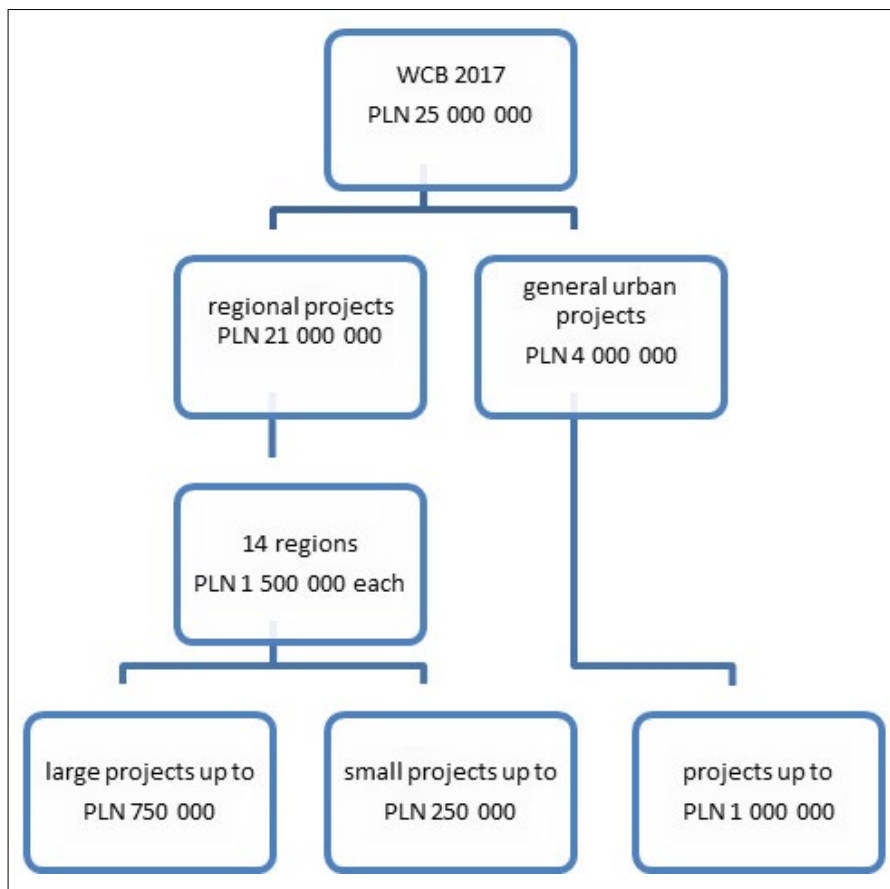 WCB 2017
PLN 25 000 000
regional projects
PLN 21 000 000
general urban
projects
PLN 4 000 000
14 regions
PLN 1 500 000 each
large projects up to
PLN 750 000
small projects up to
PLN 250 000
projects up to
PLN 1 000 000